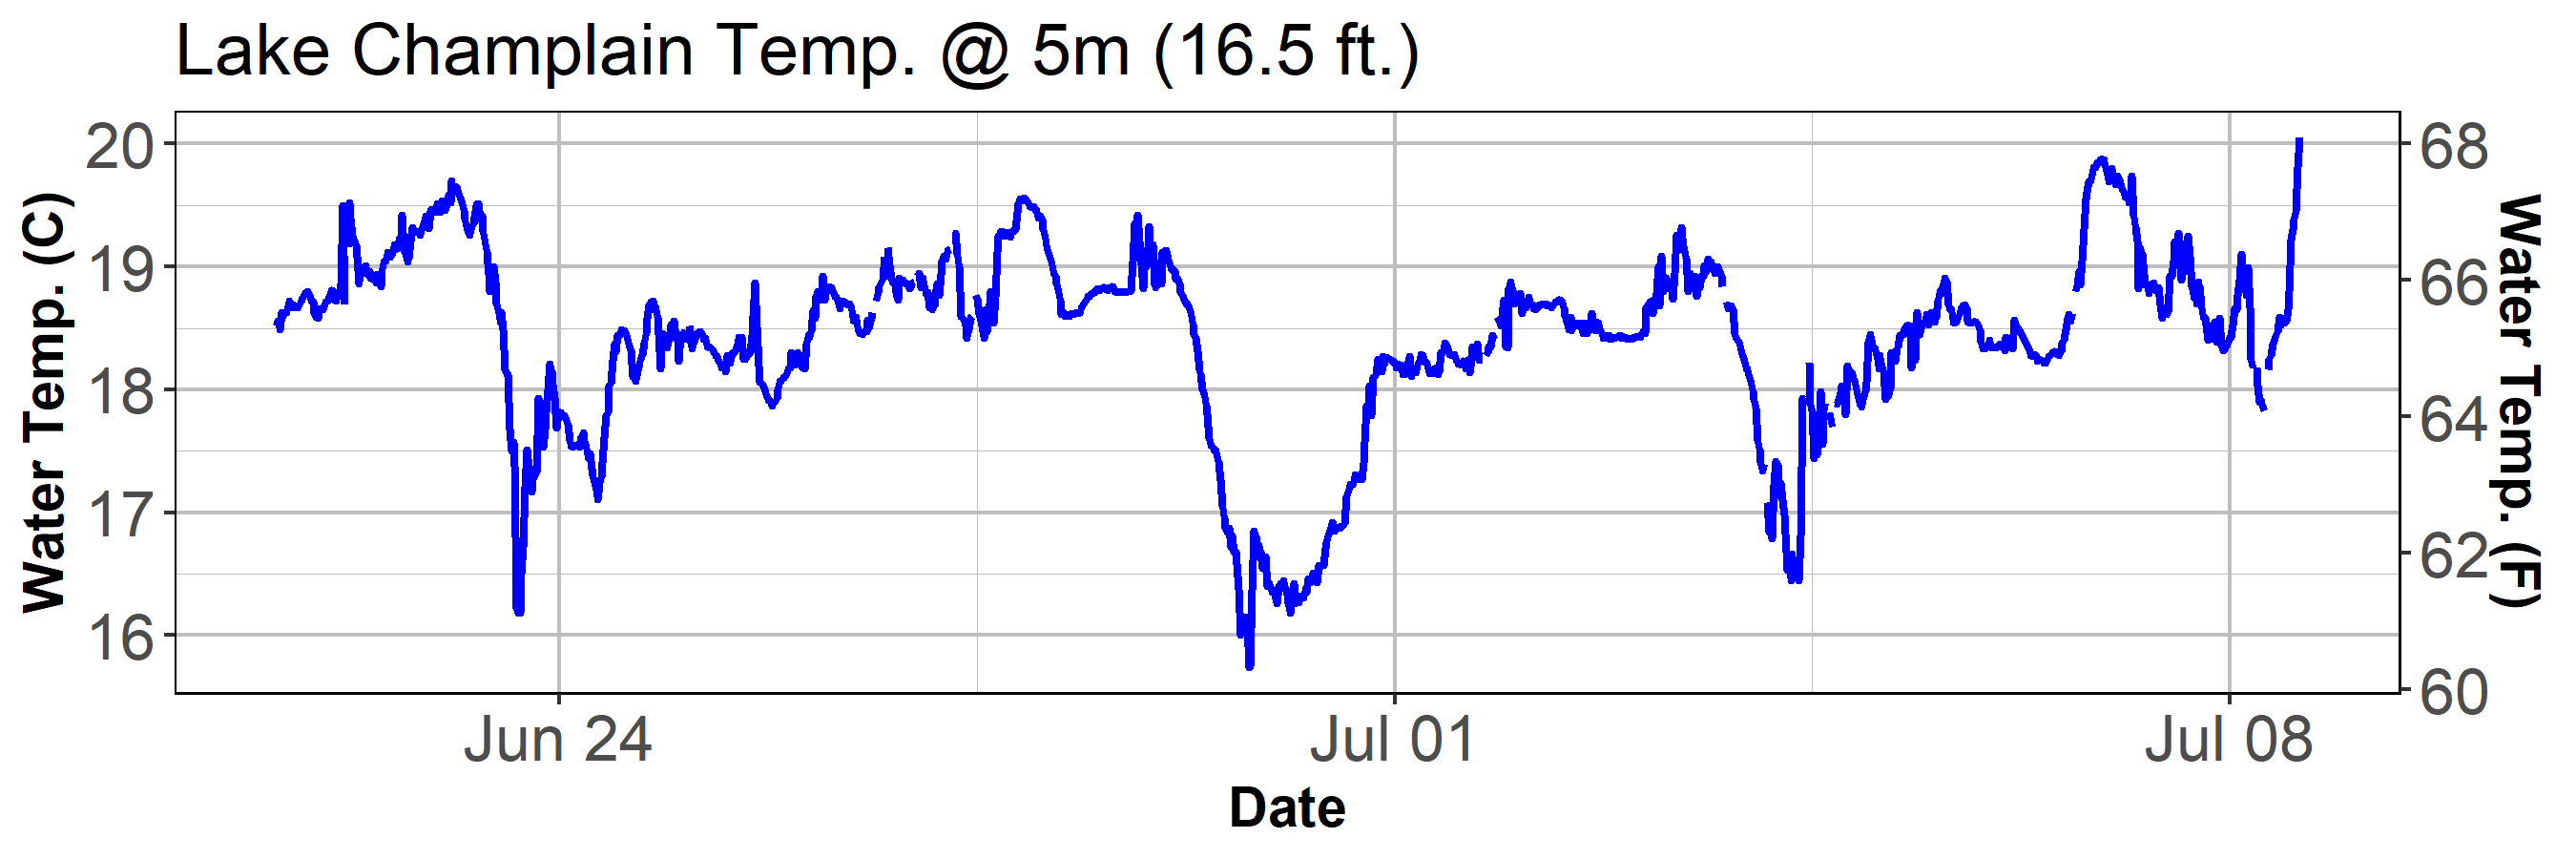 Lake Champlain Temp. @ 5m (16.5 ft.)
20
19
18
17
16
Water Temp. (C)
68
66
64
62
60
Water Temp. (F)
Jun 24
Jul 01
Jul 08
Date